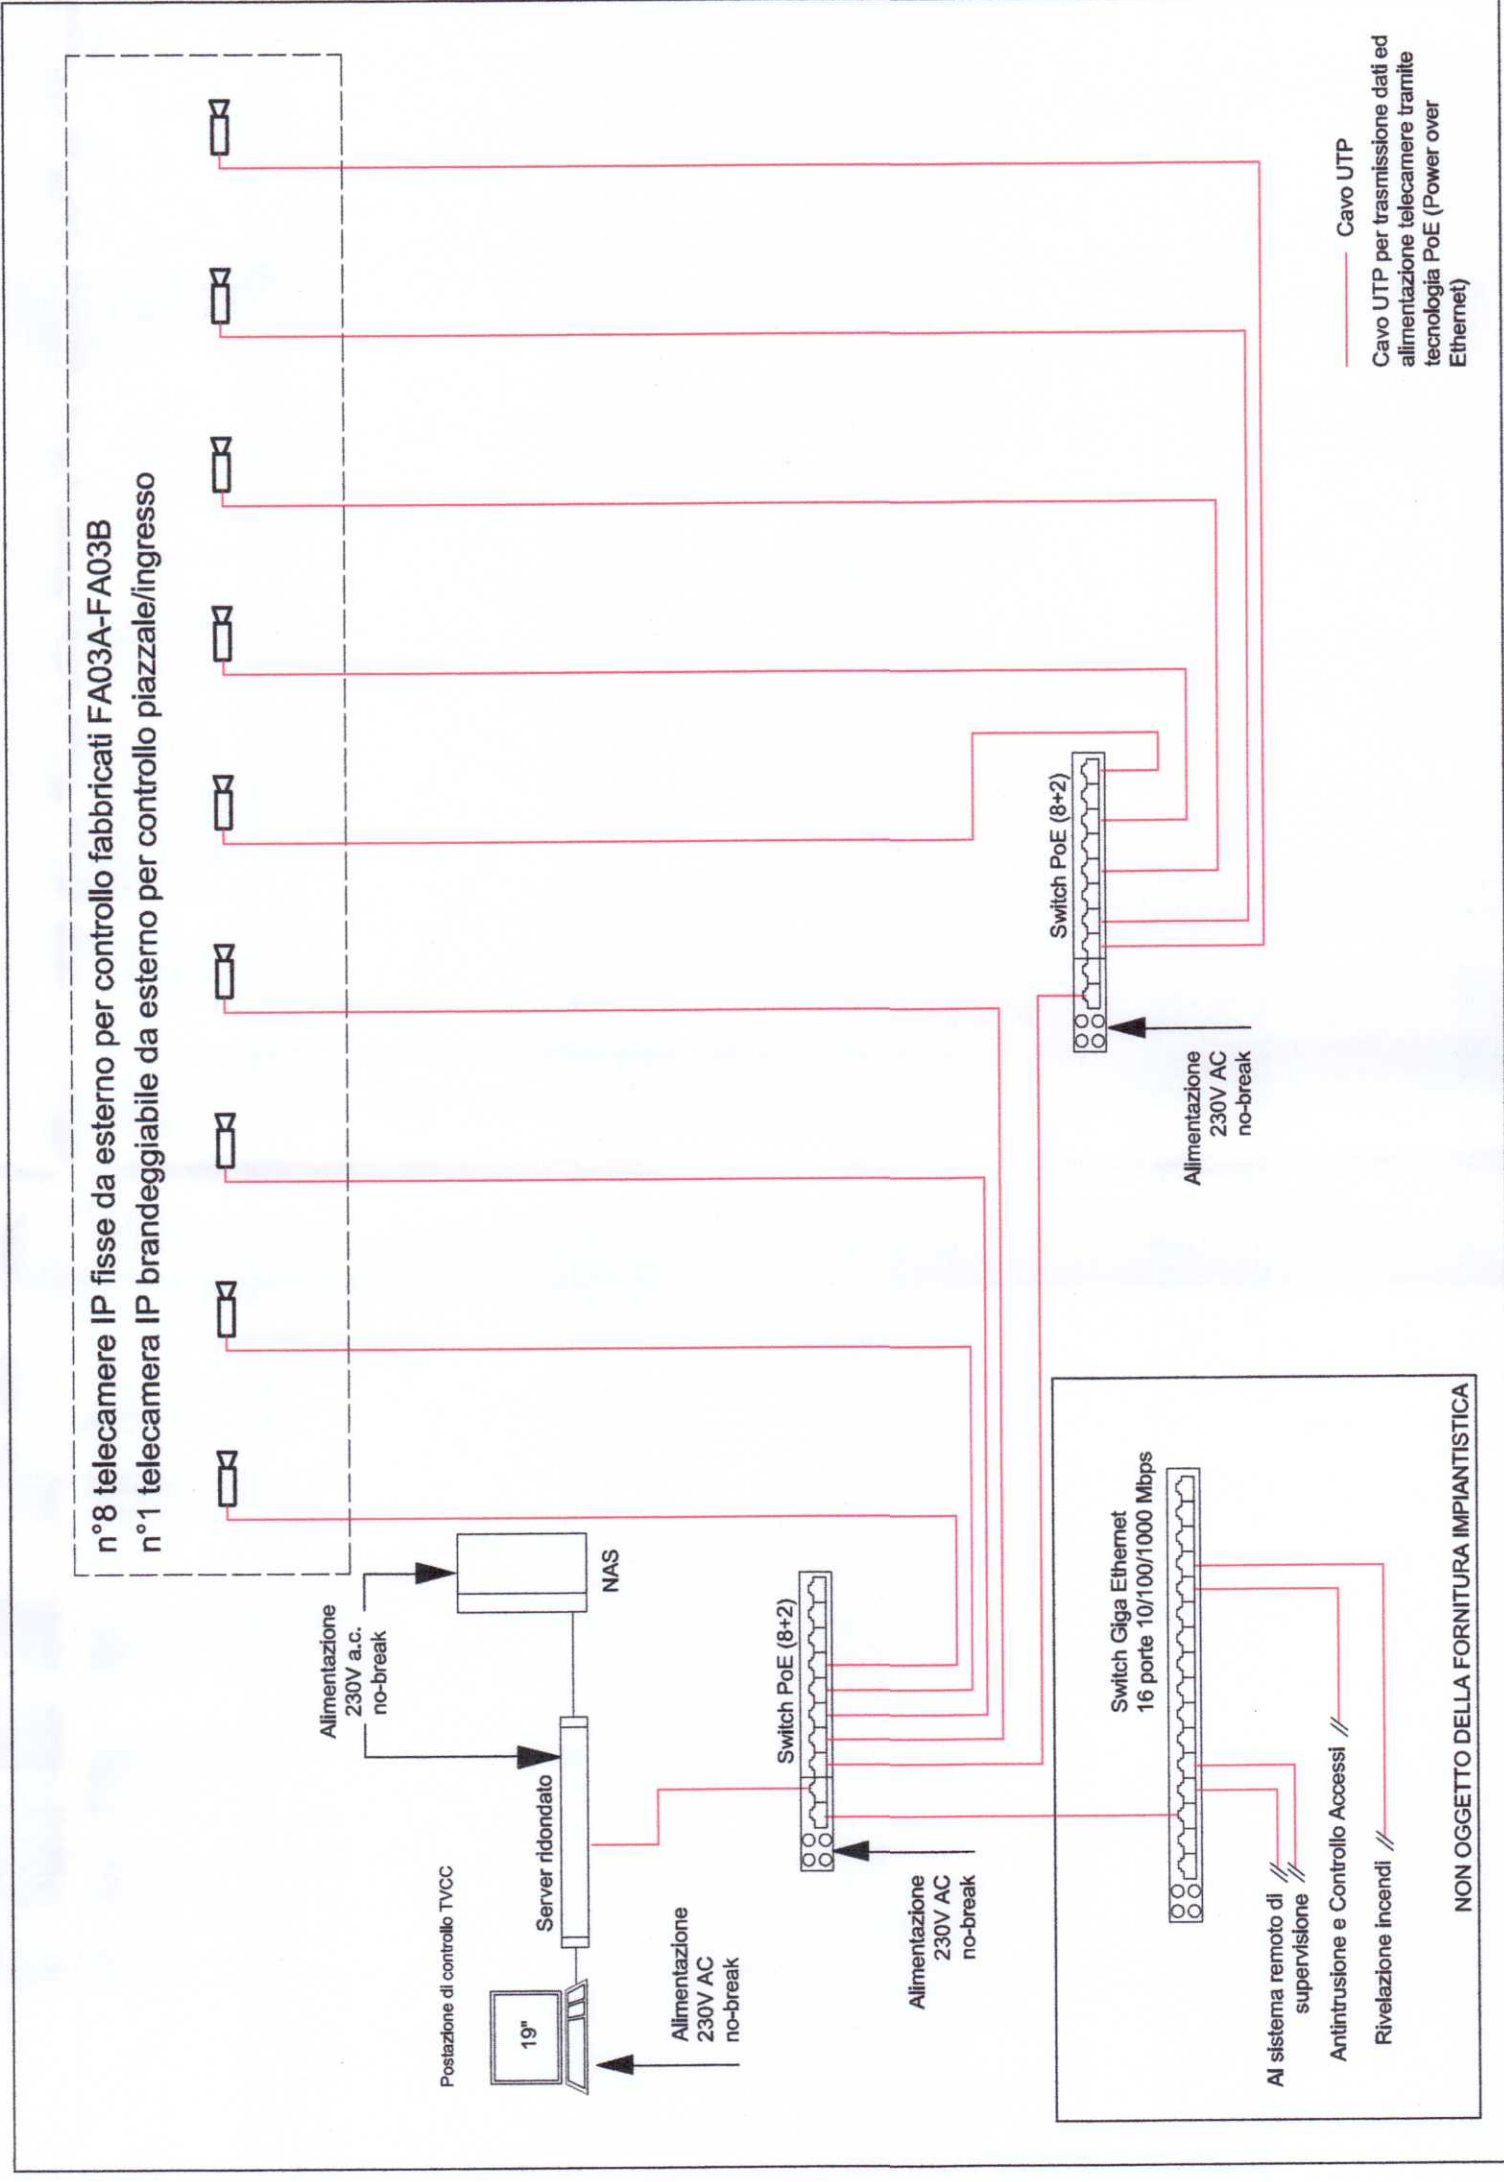 n°8 telecamere IP fisse da esterno per controllo fabbricati FA03A-FA03B
n°1 telecamera IP brandeggiabile da esterno per controllo piazzale/ingresso
Alimentazione
230V a.c.
no-break
NAS
Postazione di controllo TVCC
19"
Server ridondato
Alimentazione
230V AC
no-break
Switch PoE (8+2)
Alimentazione
230V AC
no-break
Switch PoE (8+2)
Alimentazione
230V AC
no-break
Switch Giga Ethernet
16 porte 10/100/1000 Mbps
Al sistema remoto di
supervisione
Antintrusione e Controllo Accessi
Rivelazione incendi
NON OGGETTO DELLA FORNITURA IMPIANTISTICA
Cavo UTP
Cavo UTP per trasmissione dati ed
alimentazione telecamere tramite
tecnologia PoE (Power over
Ethernet)